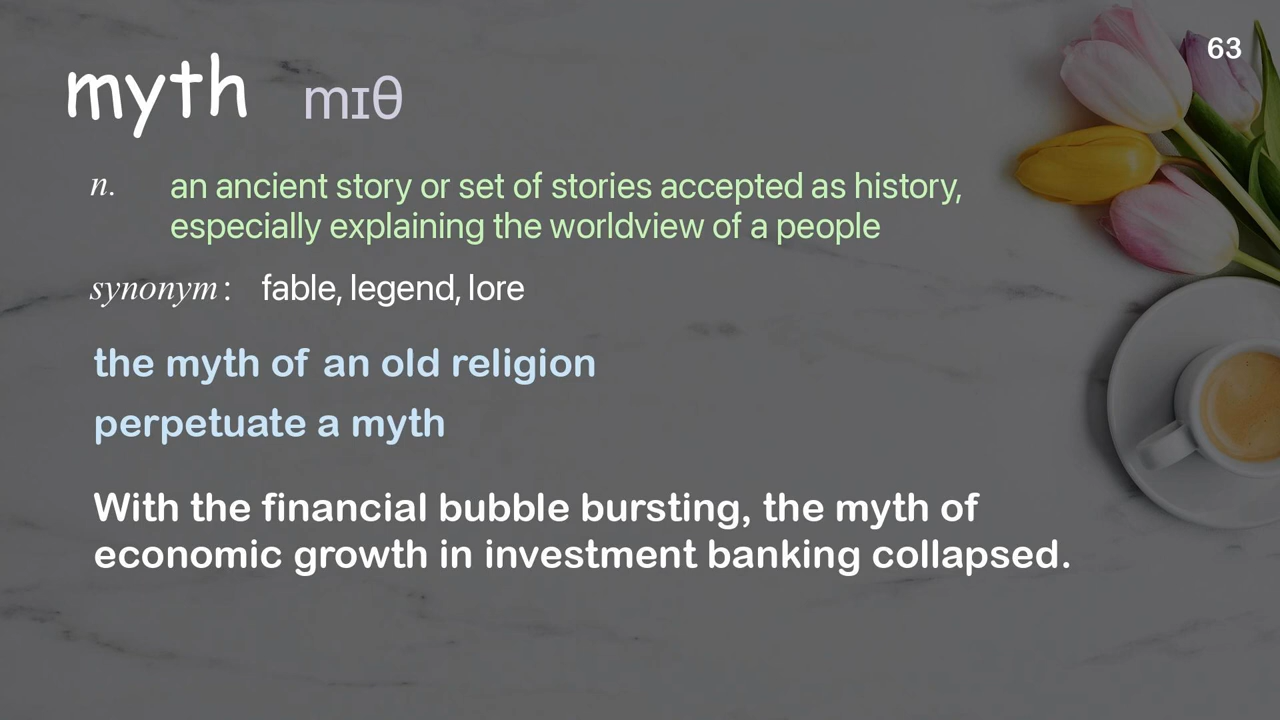 63
myth mɪθ
n. an ancient story or set of stories accepted as history,
especially explaining the worldview of a people
synonym: fable, legend, lore
the myth of an old religion
perpetuate a myth
With the financial bubble bursting, the myth of
economic growth in investment banking collapsed.